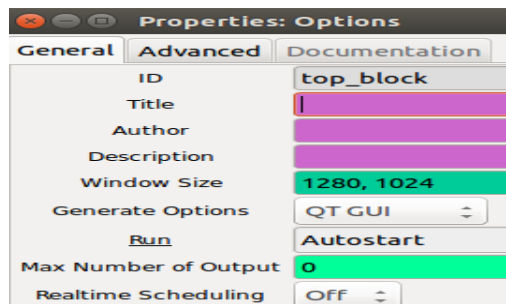 Properties: Options
General Advanced Documentation
ID top_block
Title
Author
Description
Window Size 1280, 1024
Generate Options QT GUI
Run Autostart
Max Number of Output 0
Realtime Scheduling Off